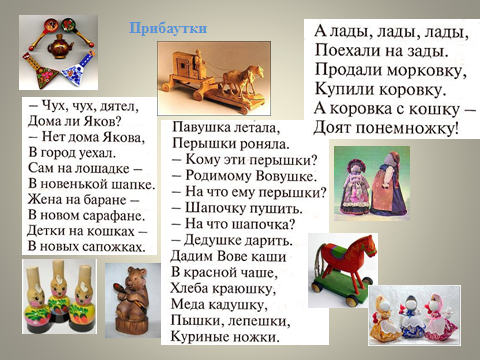 Прибаутки
– Чух, чух, дятел,
Дома ли Яков?
– Нет дома Якова,
В город уехал.
Сам на лошадке –
В новенькой шапке.
Жена на баране –
В новом сарафане.
Детки на кошках –
В новых сапожках.
Павушка летала,
Перышки роняла.
– Кому эти перышки?
– Родимому Вовушке.
– На что ему перышки?
– Шапочку пушить.
– На что шапочка?
– Дедушке дарить.
Дадим Вове каши
В красной чаше,
Хлеба краюшку,
Меда кадушку,
Пышки, лепешки,
Куриные ножки.
А лады, лады, лады,
Поехали на зады.
Продали морковку,
Купили коровку.
А коровка с кошку –
Доят понемножку!